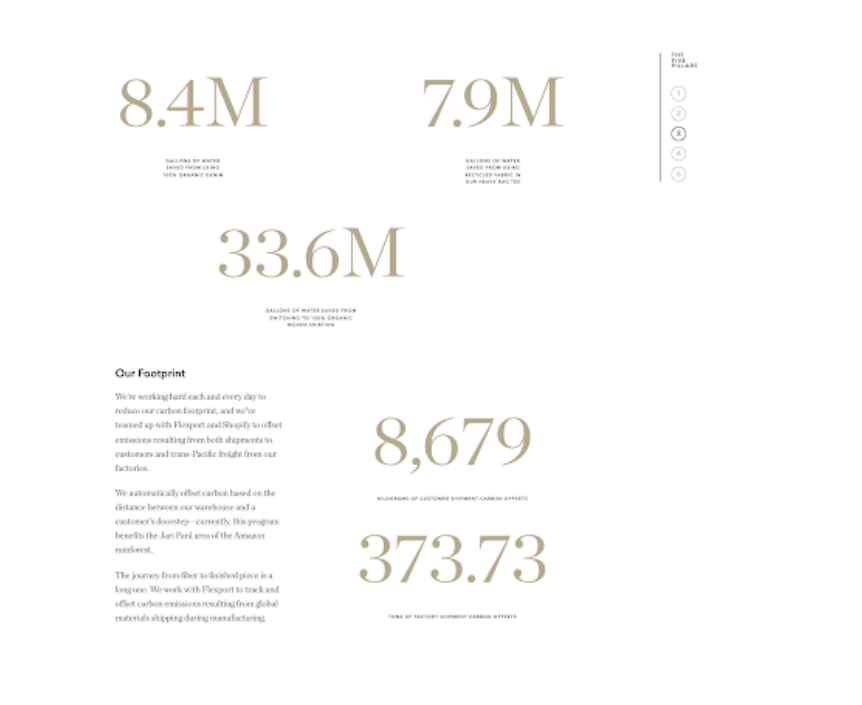 8.4M
GALLONS OF WATER
SAVED FROM USING
100% ORGANIC DENIM
7.9M
GALLONS OF WATER
SAVED FROM USING
RECYCLED FABRIC IN
OUR HEAVY BAG TEE
THE
FIVE
PILLARS
1
2
3
4
5
33.6M
GALLONS OF WATER SAVED FROM
SWITCHING TO 100% ORGANIC
WOVEN SHIRTING
Our Footprint
We're working hard each and every day to
reduce our carbon footprint, and we've
teamed up with Flexport and Shopify to offset
emissions resulting from both shipments to
customers and trans-Pacific freight from our
factories.
We automatically offset carbon based on the
distance between our warehouse and a
customer's doorstep—currently, this program
benefits the Jari Pará area of the Amazon
rainforest.
The journey from fiber to finished piece is a
long one. We work with Flexport to track and
offset carbon emissions resulting from global
materials shipping during manufacturing.
8,679
KILOGRAMS OF CUSTOMER SHIPMENT CARBON OFFSETS
373.73
TONS OF FACTORY SHIPMENT CARBON OFFSETS